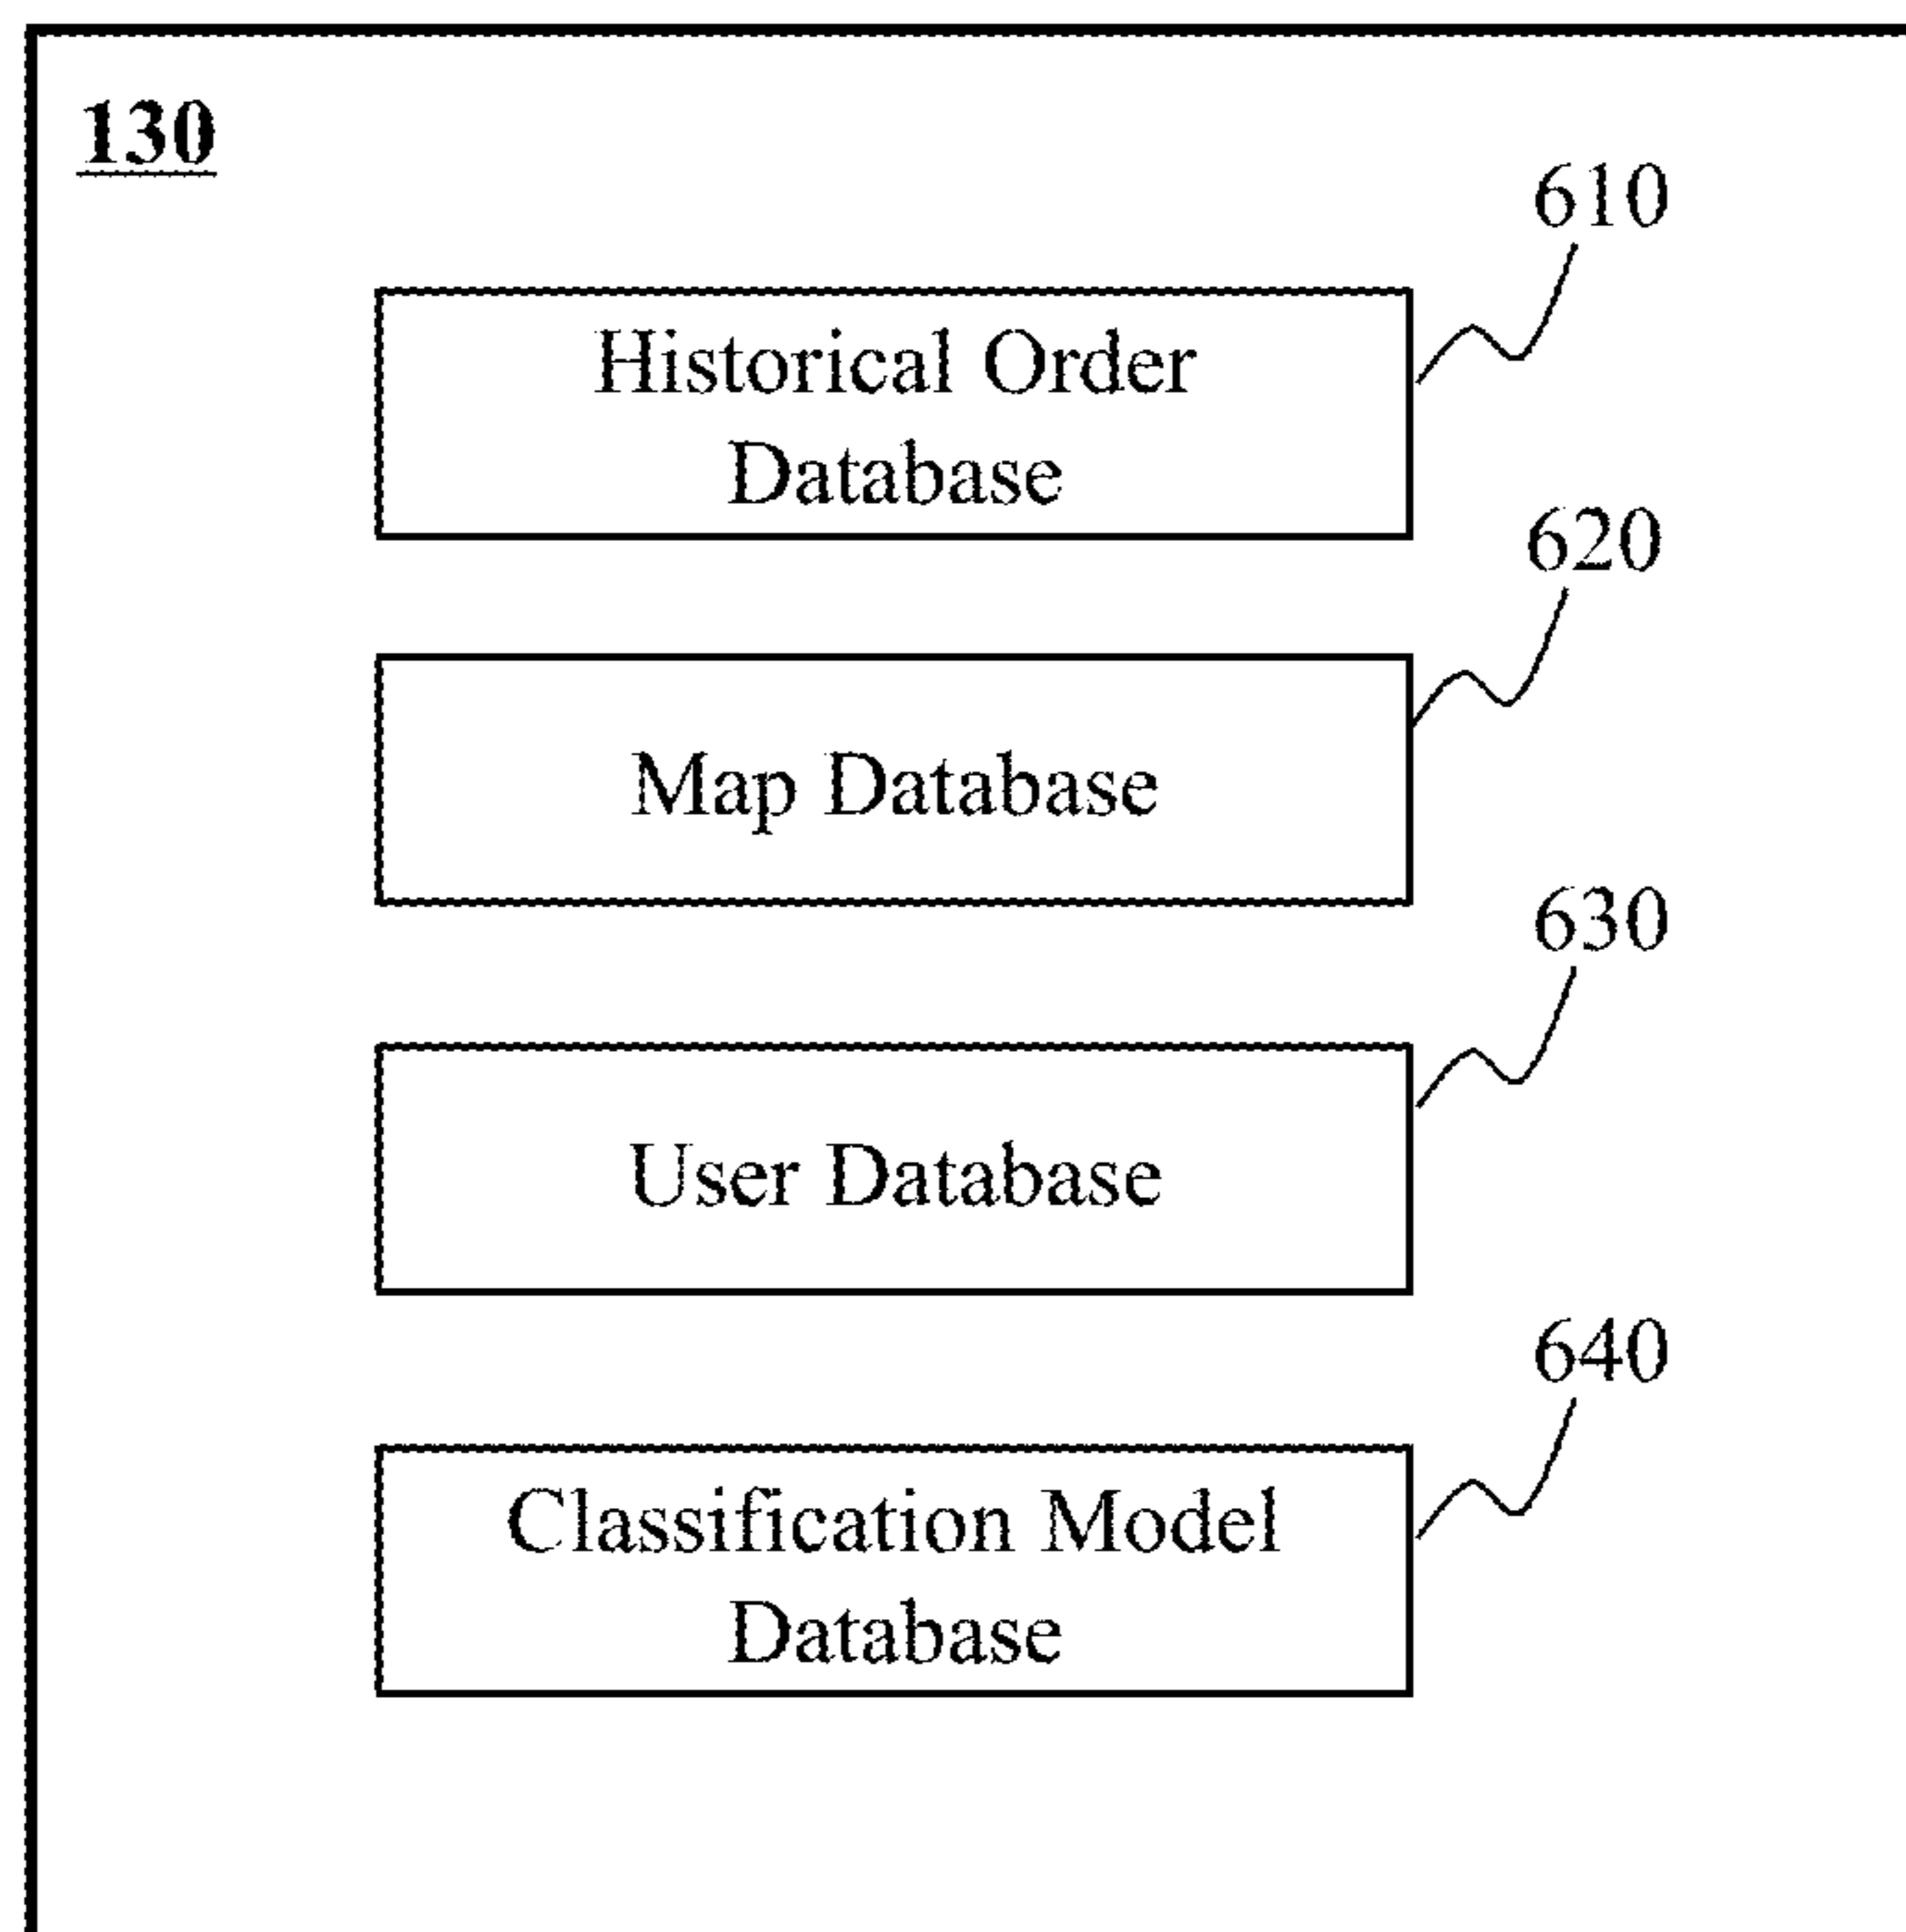 130
610
Historical Order
Database
620
Map Database
630
User Database
640
Classification Model
Database